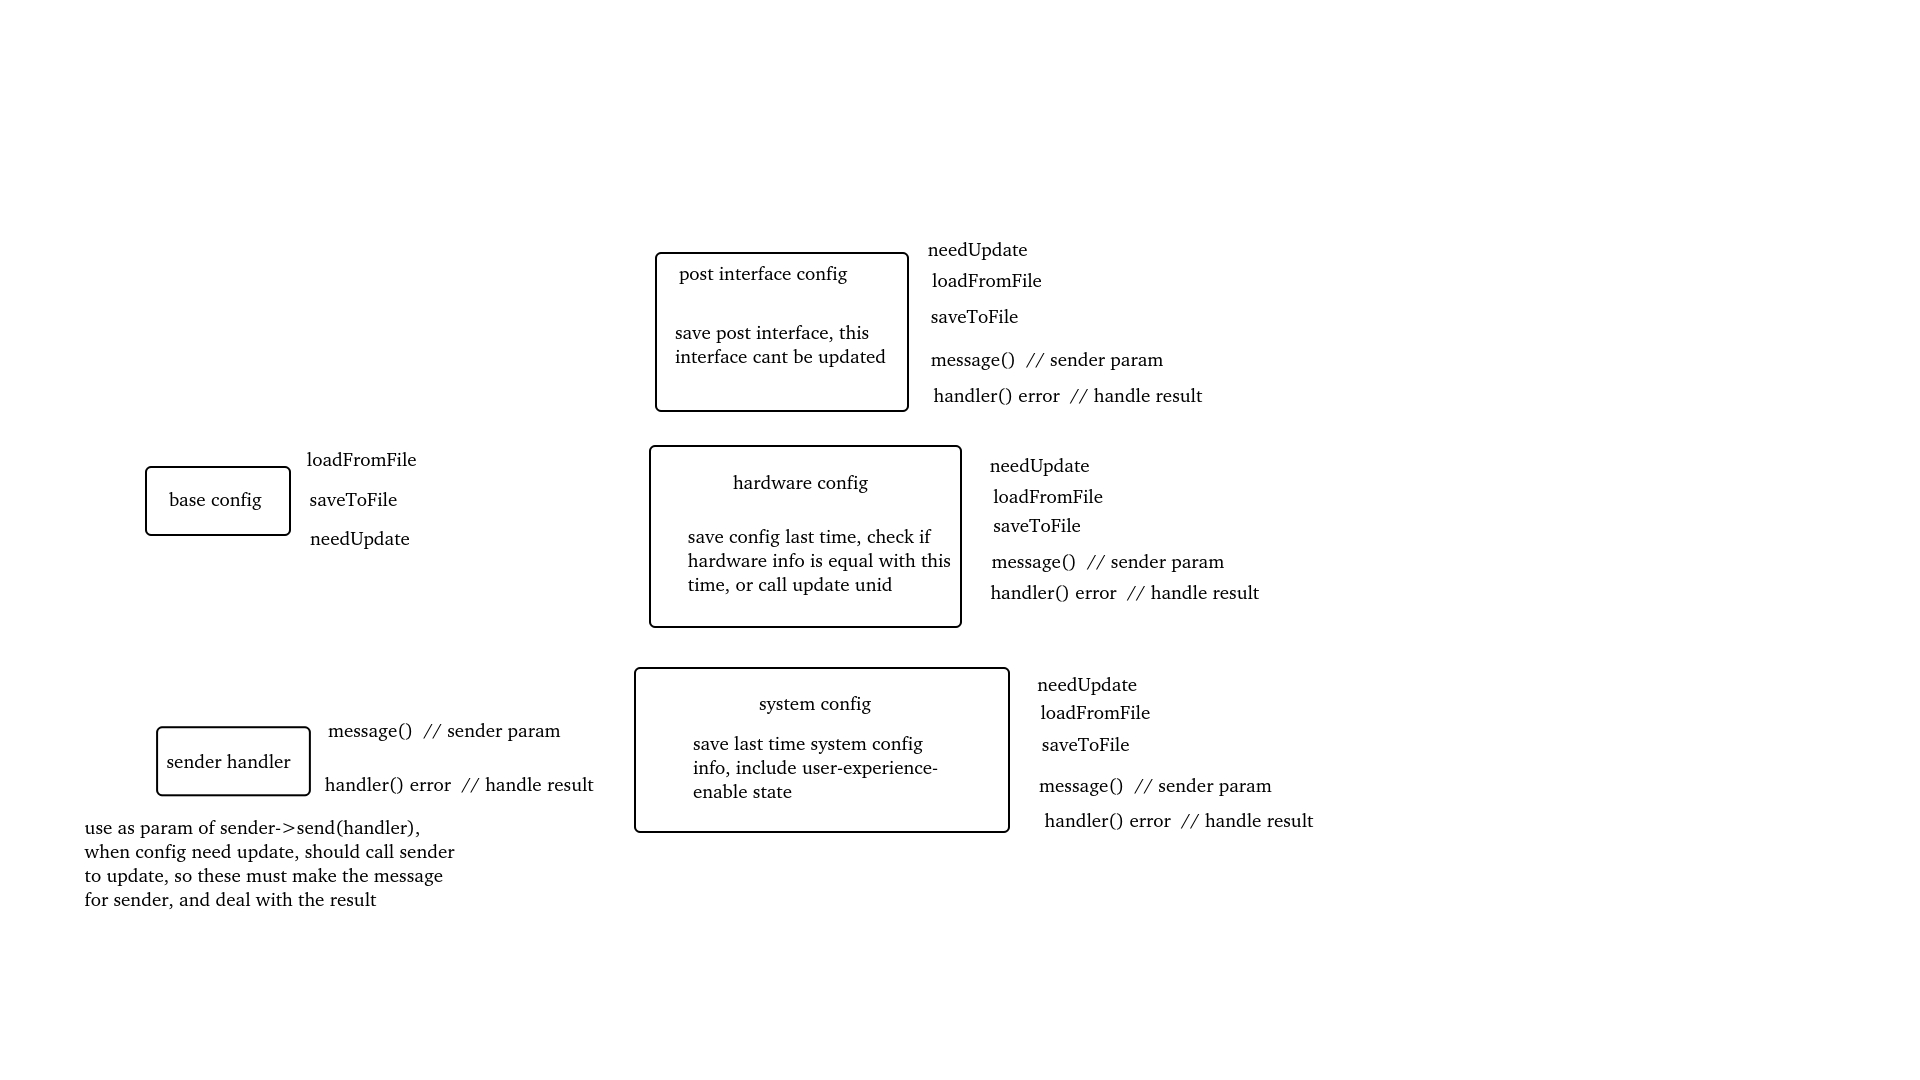 needUpdate
post interface config
loadFromFile
saveToFile
save post interface, this
interface cant be updated
message()  // sender param
handler() error  // handle result
loadFromFile
base config
saveToFile
needUpdate
needUpdate
hardware config
loadFromFile
saveToFile
save config last time, check if
hardware info is equal with this
time, or call update unid
message()  // sender param
handler() error  // handle result
needUpdate
system config
loadFromFile
saveToFile
save last time system config
info, include user-experience-
enable state
message()  // sender param
handler() error  // handle result
message()  // sender param
sender handler
handler() error  // handle result
use as param of sender->send(handler),
when config need update, should call sender
to update, so these must make the message
for sender, and deal with the result